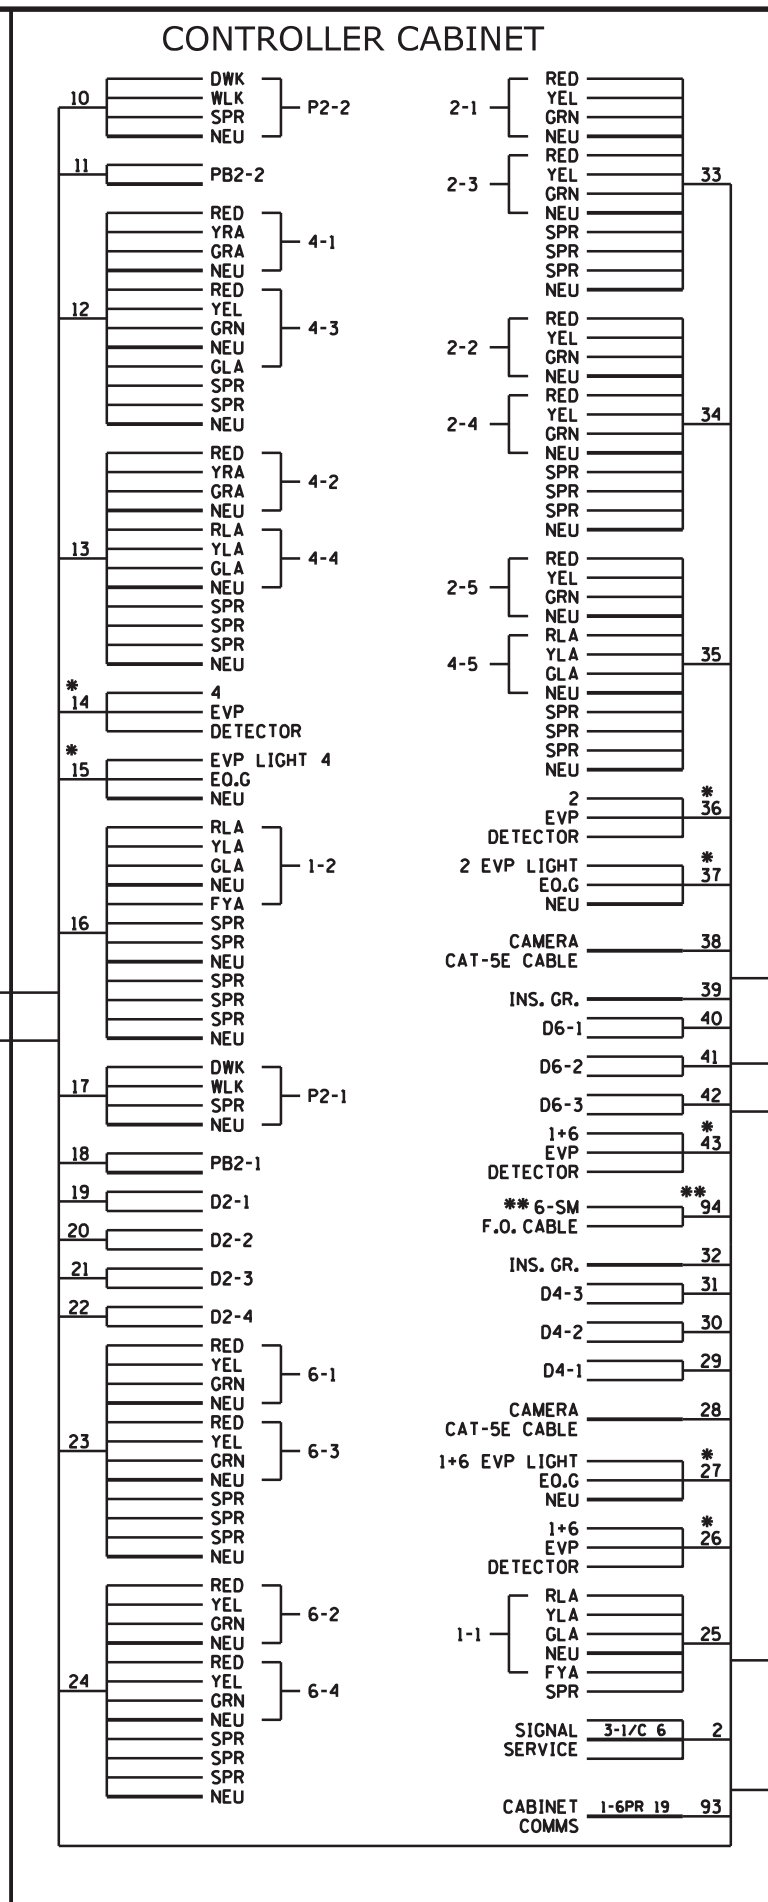 CONTROLLER CABINET
10
DWK
WLK
SPR
NEU
P2-2
11
PB2-2
12
RED
YRA
GRA
NEU
4-1
RED
YEL
GRN
NEU
GLA
4-3
SPR
SPR
NEU
13
RED
YRA
GRA
NEU
4-2
RLA
YLA
GLA
NEU
4-4
SPR
SPR
SPR
NEU
*
14
4
EVP
DETECTOR
*
15
EVP LIGHT 4
EO.G
NEU
16
RLA
YLA
GLA
NEU
FYA
1-2
SPR
SPR
NEU
SPR
SPR
SPR
NEU
17
DWK
WLK
SPR
NEU
P2-1
18
PB2-1
19
D2-1
20
D2-2
21
D2-3
22
D2-4
23
RED
YEL
GRN
NEU
6-1
RED
YEL
GRN
NEU
6-3
SPR
SPR
SPR
NEU
24
RED
YEL
GRN
NEU
6-2
RED
YEL
GRN
NEU
6-4
SPR
SPR
SPR
NEU
2-1
RED
YEL
GRN
NEU
2-3
RED
YEL
GRN
NEU
SPR
SPR
SPR
NEU
33
2-2
RED
YEL
GRN
NEU
2-4
RED
YEL
GRN
NEU
SPR
SPR
SPR
NEU
34
2-5
RED
YEL
GRN
NEU
4-5
RLA
YLA
GLA
NEU
SPR
SPR
SPR
NEU
35
2
EVP
DETECTOR
*
36
2 EVP LIGHT
EO.G
NEU
*
37
CAMERA
CAT-5E CABLE
38
INS. GR.
39
D6-1
40
D6-2
41
D6-3
42
1+6
EVP
DETECTOR
*
43
** 6-SM
F.O. CABLE
**
94
INS. GR.
32
D4-3
31
D4-2
30
D4-1
29
CAMERA
CAT-5E CABLE
28
1+6 EVP LIGHT
EO.G
NEU
*
27
1+6
EVP
DETECTOR
*
26
1-1
RLA
YLA
GLA
NEU
FYA
SPR
25
SIGNAL
SERVICE
3-1/C 6
2
CABINET
COMMS
1-6PR 19
93